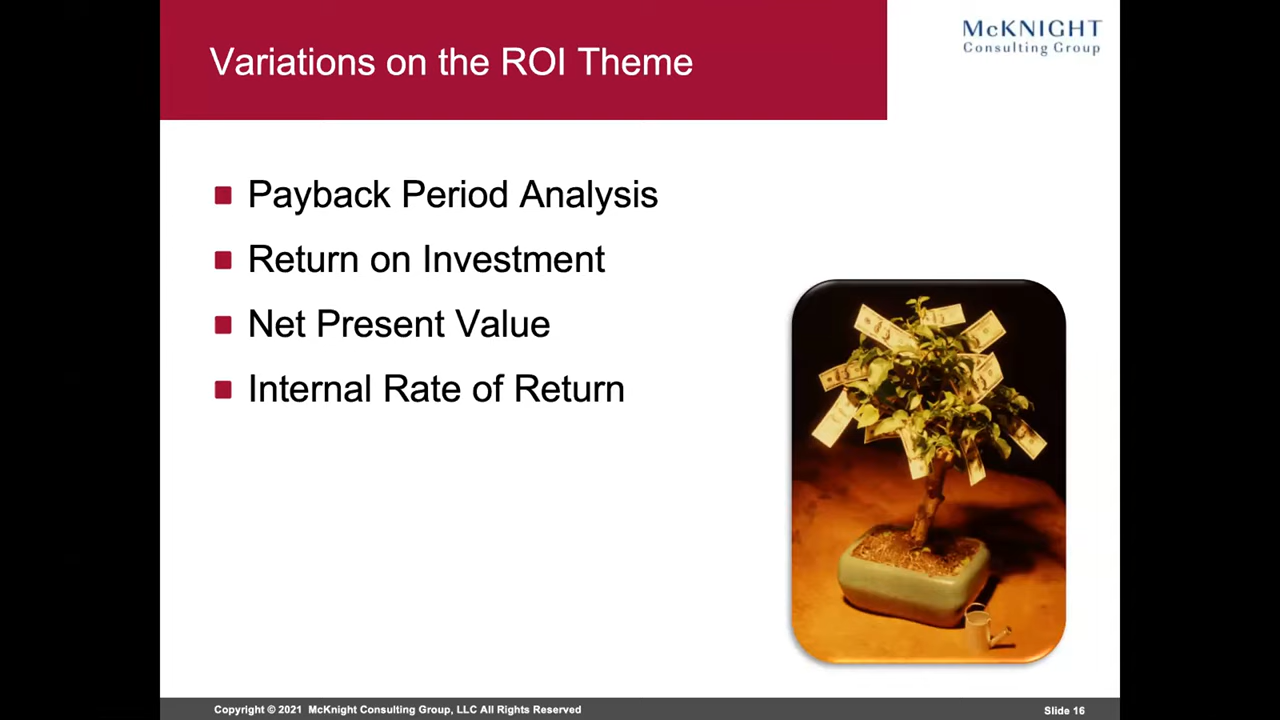 Variations on the ROI Theme
McKNIGHT
Consulting Group
Payback Period Analysis
Return on Investment
Net Present Value
Internal Rate of Return
Copyright © 2021 McKnight Consulting Group, LLC All Rights Reserved
Slide 16